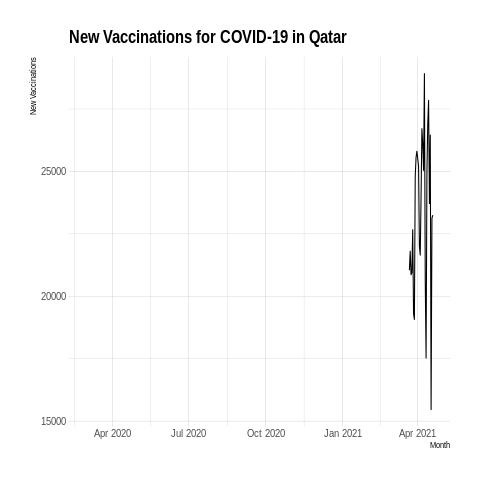 New Vaccinations for COVID-19 in Qatar
New Vaccinations
25000
20000
15000
Apr 2020 Jul 2020 Oct 2020 Jan 2021 Apr 2021
Month